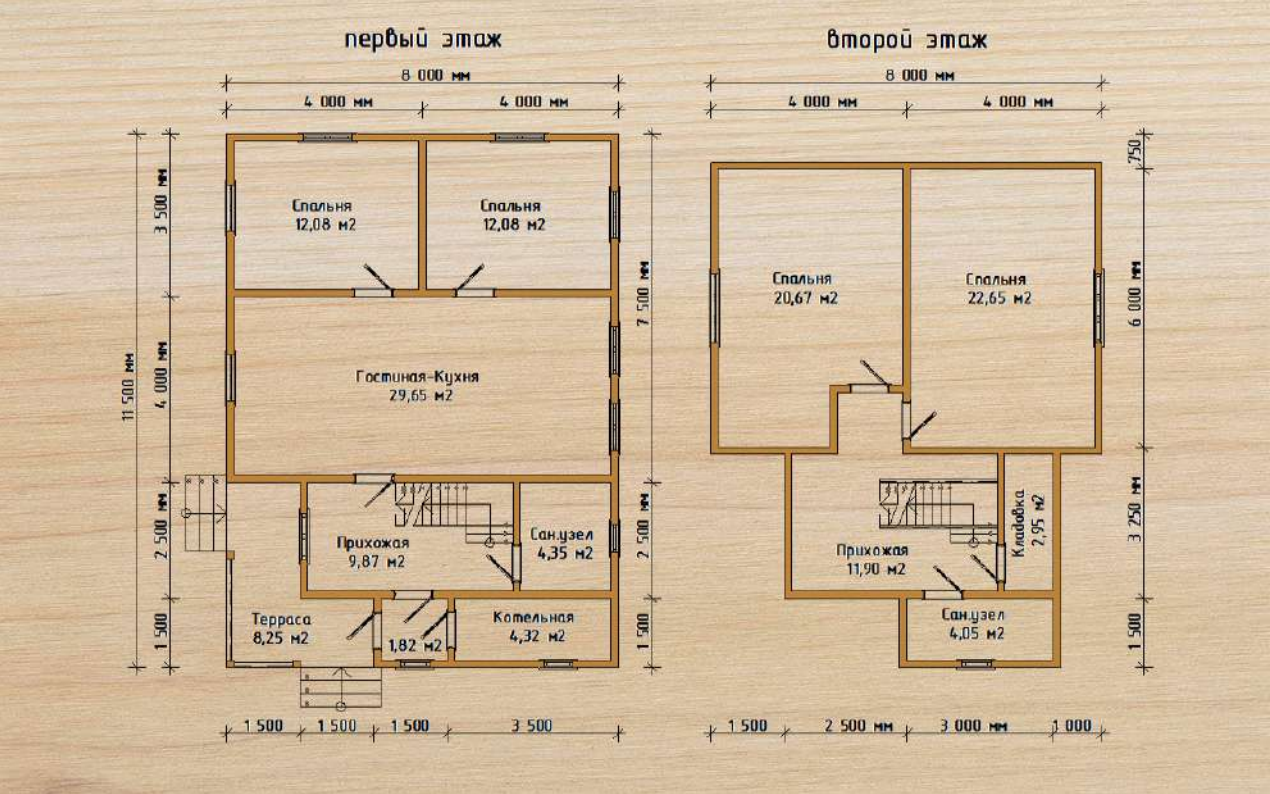 первый этаж
8 000 мм
4 000 мм
4 000 мм
11 500 мм
3 500 мм
4 000 мм
2 500 мм
1 500
7 500 мм
2 500 мм
1 500
Спальня
12,08 м2
Спальня
12,08 м2
Гостиная-Кухня
29,65 м2
Прихожая
9,87 м2
Сан.узел
4,35 м2
Терраса
8,25 м2
1,82 м2
Котельная
4,32 м2
1 500
1 500
1 500
3 500
второй этаж
8 000 мм
4 000 мм
4 000 мм
750
6 000 мм
3 250 мм
1 500
Спальня
20,67 м2
Спальня
22,65 м2
Прихожая
11,90 м2
Кладовка
2,95 м2
Сан.узел
4,05 м2
1 500
2 500 мм
3 000 мм
1 000